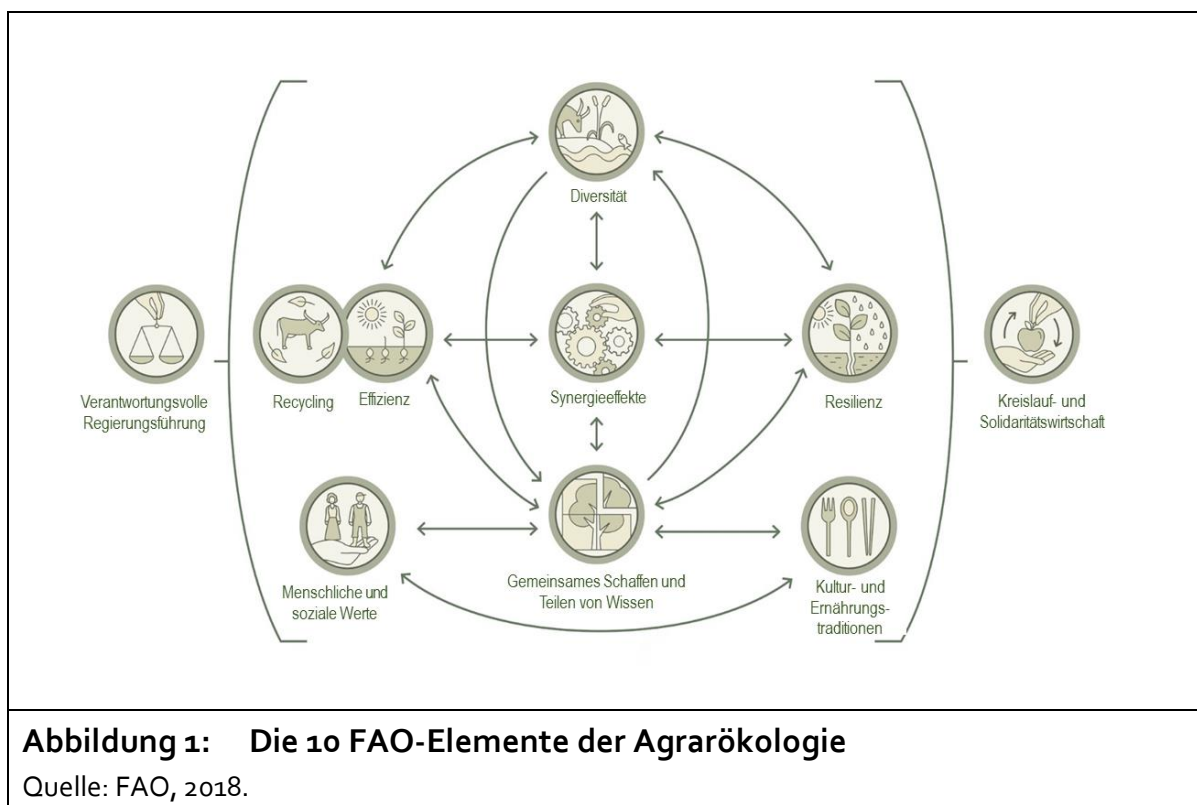 Diversität
Verantwortungsvolle
Regierungsführung
Recycling
Effizienz
Synergieeffekte
Resilienz
Kreislauf- und
Solidaritätswirtschaft
Menschliche und
soziale Werte
Gemeinsames Schaffen und
Teilen von Wissen
Kultur- und
Ernährungs-
traditionen
Abbildung 1: Die 10 FAO-Elemente der Agrarökologie
Quelle: FAO, 2018.